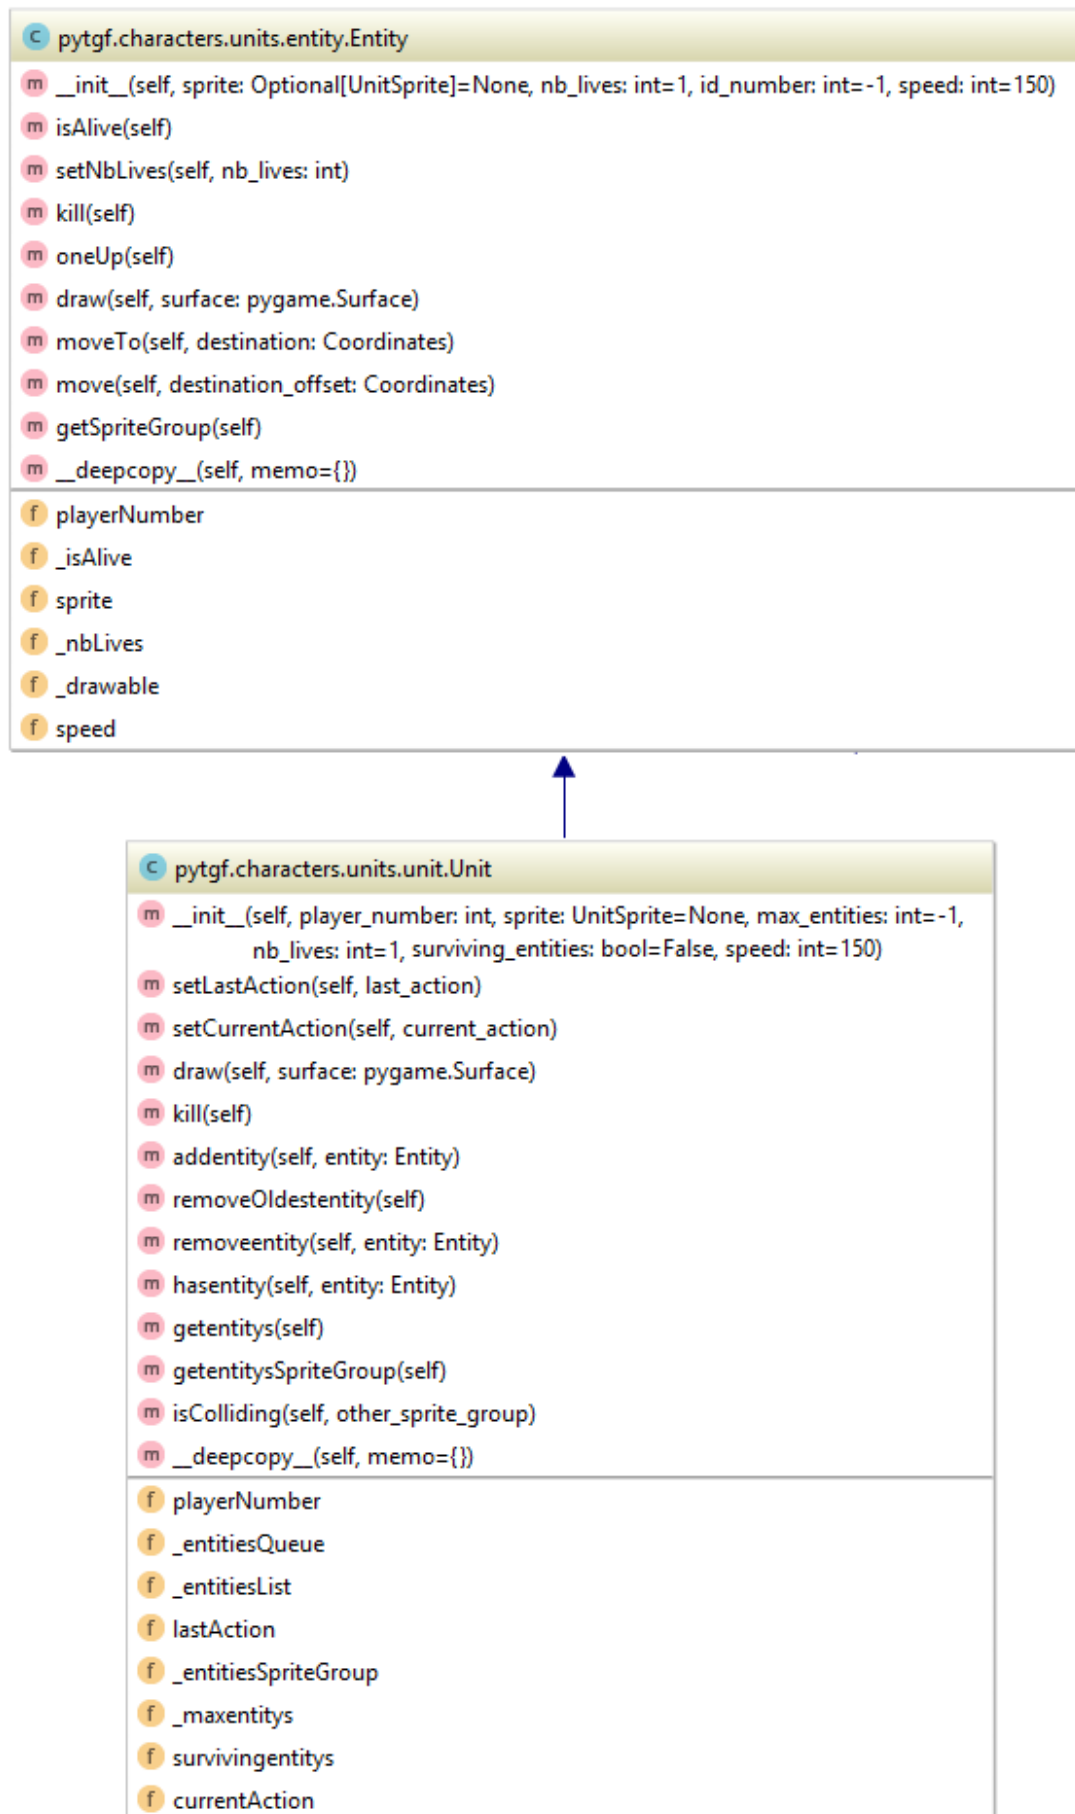 C pytgf.characters.units.entity.Entity
m __init__(self, sprite: Optional[UnitSprite]=None, nb_lives: int=1, id_number: int=-1, speed: int=150)
m isAlive(self)
m setNbLives(self, nb_lives: int)
m kill(self)
m oneUp(self)
m draw(self, surface: pygame.Surface)
m moveTo(self, destination: Coordinates)
m move(self, destination_offset: Coordinates)
m getSpriteGroup(self)
m __deepcopy__(self, memo={})
f playerNumber
f _isAlive
f sprite
f _nbLives
f _drawable
f speed
C pytgf.characters.units.unit.Unit
m __init__(self, player_number: int, sprite: UnitSprite=None, max_entities: int=-1,
nb_lives: int=1, surviving_entities: bool=False, speed: int=150)
m setLastAction(self, last_action)
m setCurrentAction(self, current_action)
m draw(self, surface: pygame.Surface)
m kill(self)
m addentity(self, entity: Entity)
m removeOldestentity(self)
m removeentity(self, entity: Entity)
m hasentity(self, entity: Entity)
m getentitys(self)
m getentitysSpriteGroup(self)
m isColliding(self, other_sprite_group)
m __deepcopy__(self, memo={})
f playerNumber
f _entitiesQueue
f _entitiesList
f lastAction
f _entitiesSpriteGroup
f _maxentitys
f survivingentitys
f currentAction